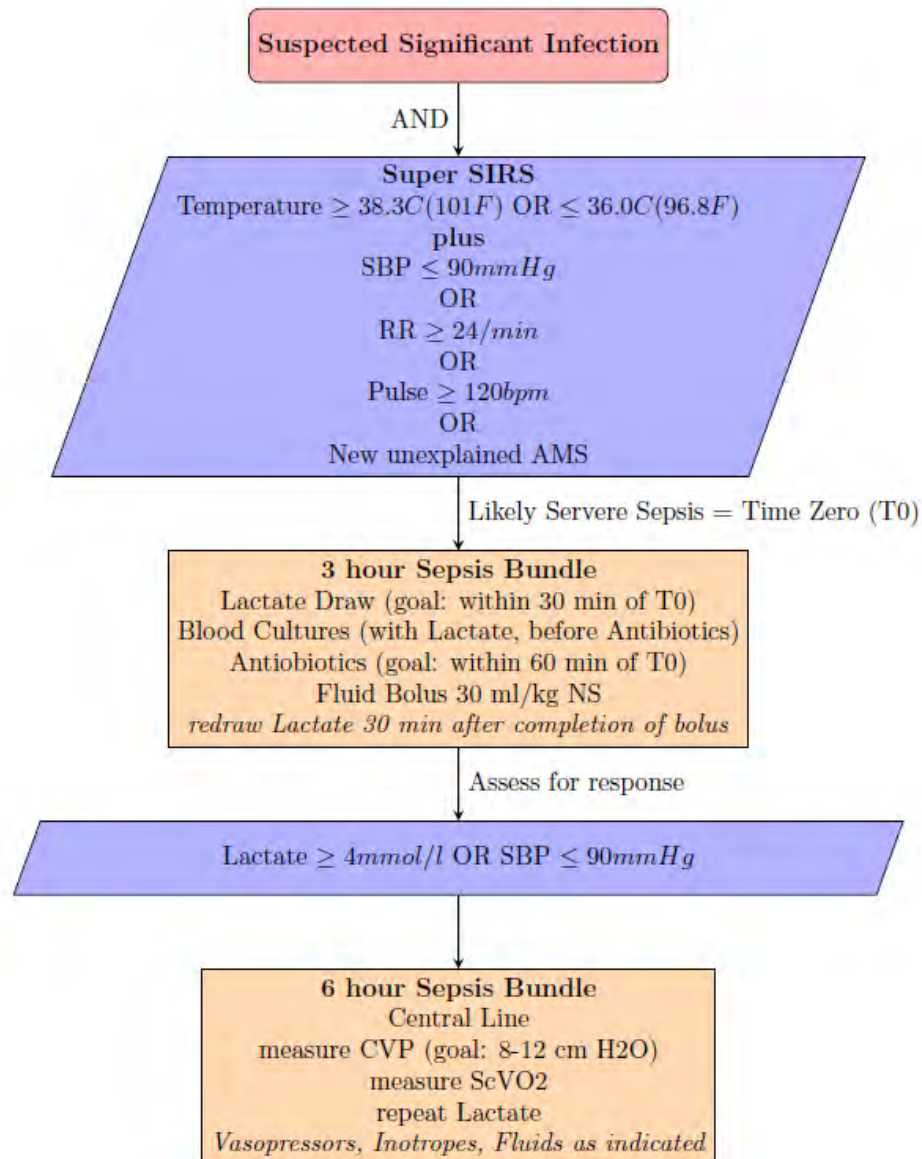 Suspected Significant Infection
AND
Super SIRS
Temperature ≥ 38.3C(101F) OR ≤ 36.0C(96.8F)
plus
SBP ≤ 90mmHg
OR
RR ≥ 24/min
OR
Pulse ≥ 120bpm
OR
New unexplained AMS
Likely Servere Sepsis = Time Zero (T0)
3 hour Sepsis Bundle
Lactate Draw (goal: within 30 min of T0)
Blood Cultures (with Lactate, before Antibiotics)
Antiobiotics (goal: within 60 min of T0)
Fluid Bolus 30 ml/kg NS
redraw Lactate 30 min after completion of bolus
Assess for response
Lactate ≥ 4mmol/l OR SBP ≤ 90mmHg
6 hour Sepsis Bundle
Central Line
measure CVP (goal: 8-12 cm H2O)
measure ScVO2
repeat Lactate
Vasopressors, Inotropes, Fluids as indicated